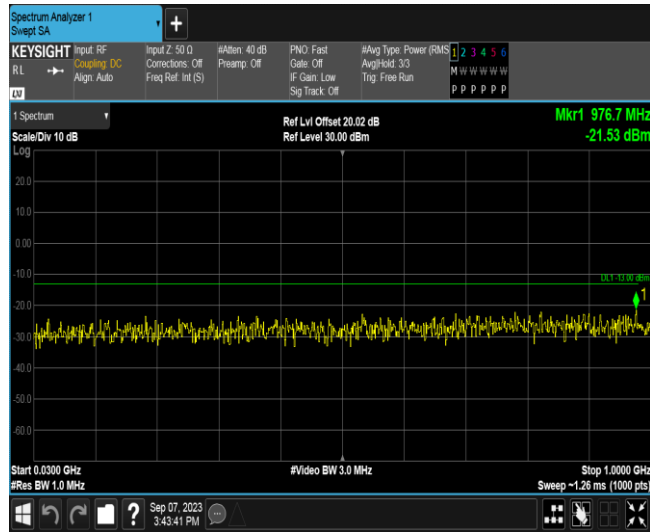 Spectrum Analyzer 1
Swept SA
KEYSIGHT
RL
LXI
Input: RF
Coupling: DC
Align: Auto
Input Z: 50 Ω
Corrections: Off
Freq Ref: Int (S)
#Atten: 40 dB
Preamp: Off
PNO: Fast
Gate: Off
IF Gain: Low
Sig Track: Off
#Avg Type: Power (RMS
Avg|Hold: 3/3
Trig: Free Run
1 2 3 4 5 6
M W W W W W
P P P P P P
1 Spectrum
Scale/Div 10 dB
Log
Ref Lvl Offset 20.02 dB
Ref Level 30.00 dBm
Mkr1 976.7 MHz
-21.53 dBm
20.0
10.0
0.00
-10.0
DL1 -13.00 dBm
1
-20.0
-30.0
-40.0
-50.0
-60.0
Start 0.0300 GHz
#Res BW 1.0 MHz
#Video BW 3.0 MHz
Stop 1.0000 GHz
Sweep ~1.26 ms (1000 pts)
?
Sep 07, 2023
3:43:41 PM